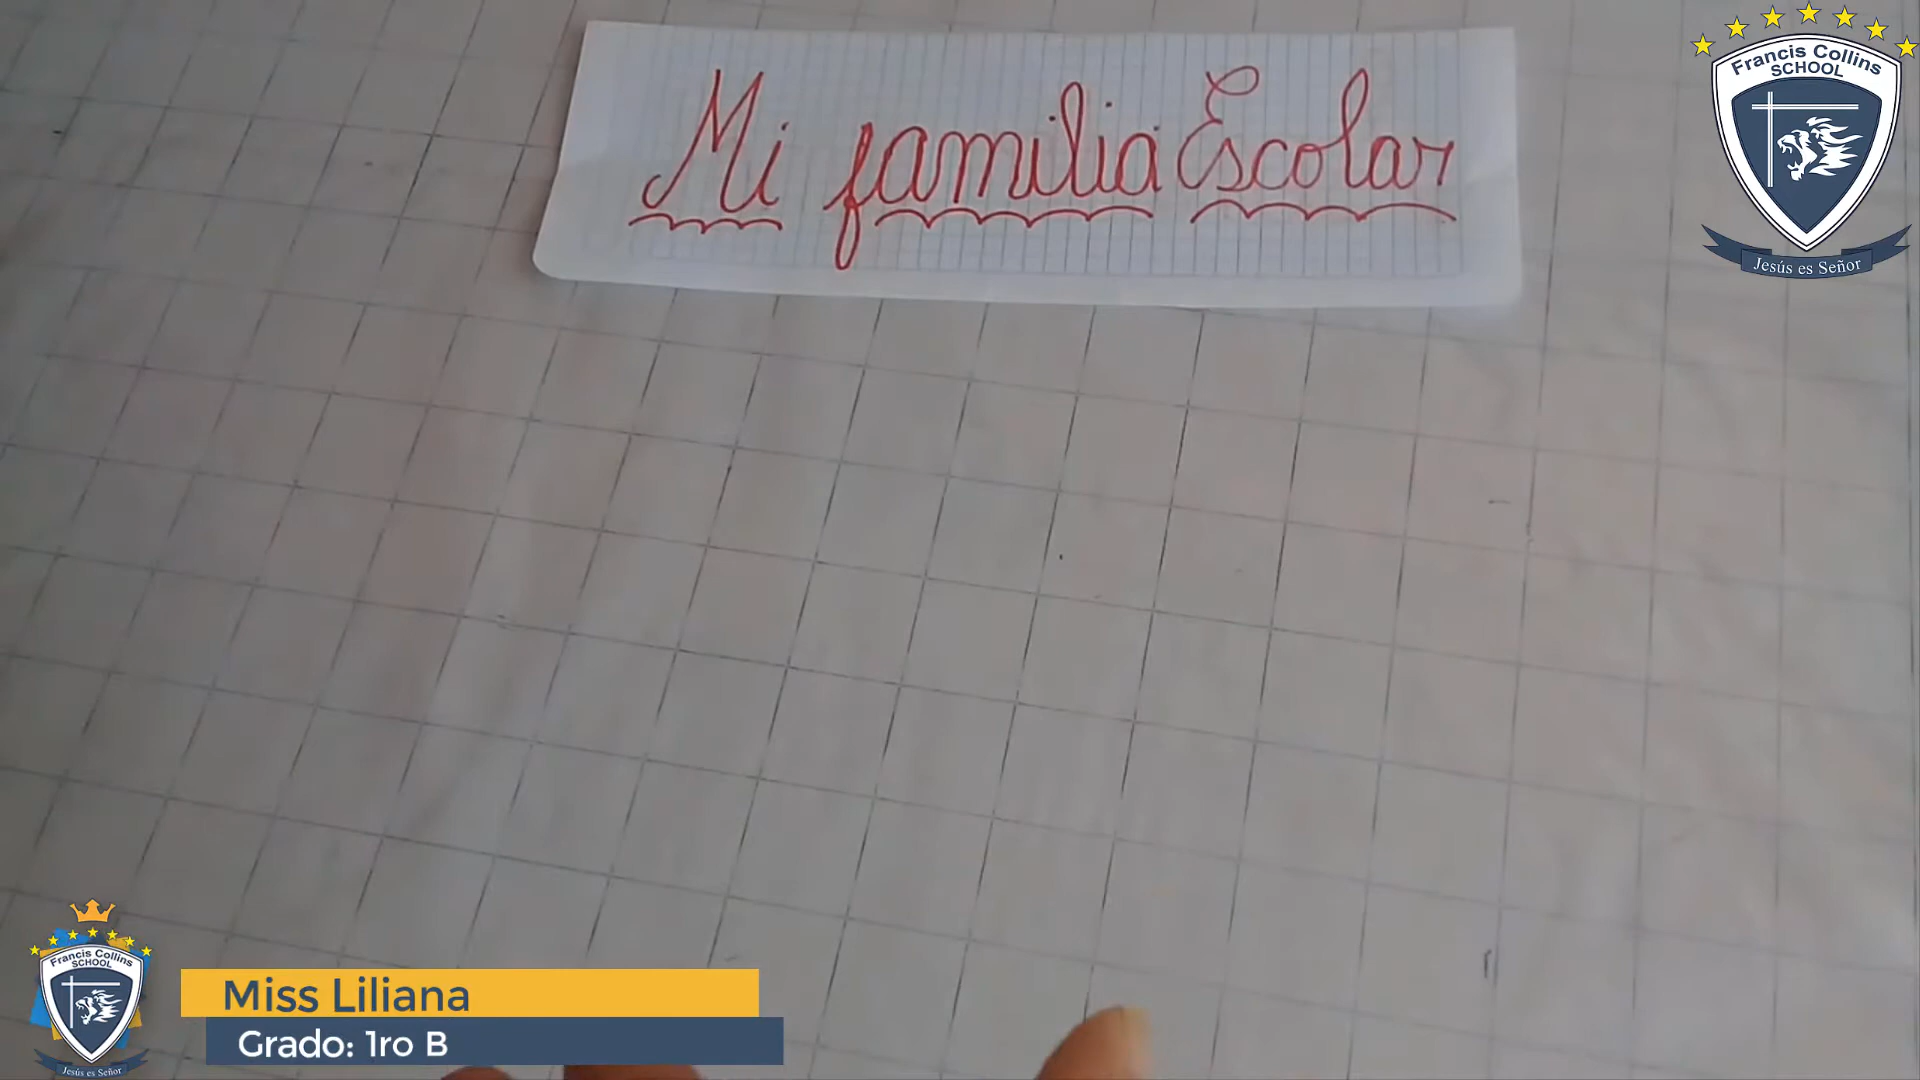 Mi familia Escolar
Francis Collins
SCHOOL
Jesús es Señor
Francis Collins
SCHOOL
Jesús es Señor
Miss Liliana
Grado: 1ro B